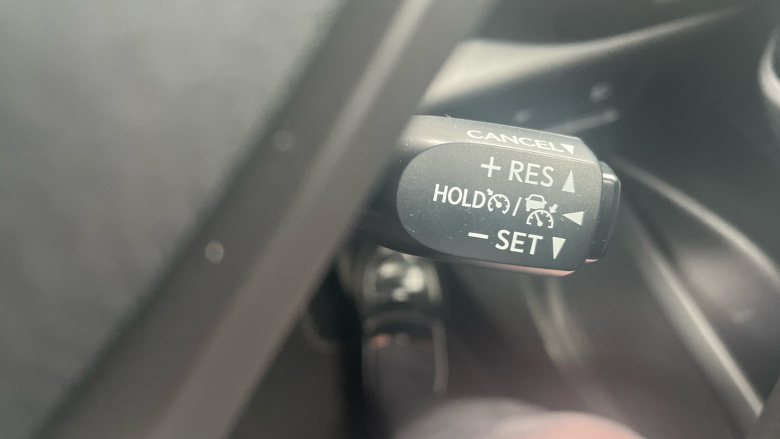 CANCEL▼
+ RES ▲
HOLD / ◀
− SET ▼